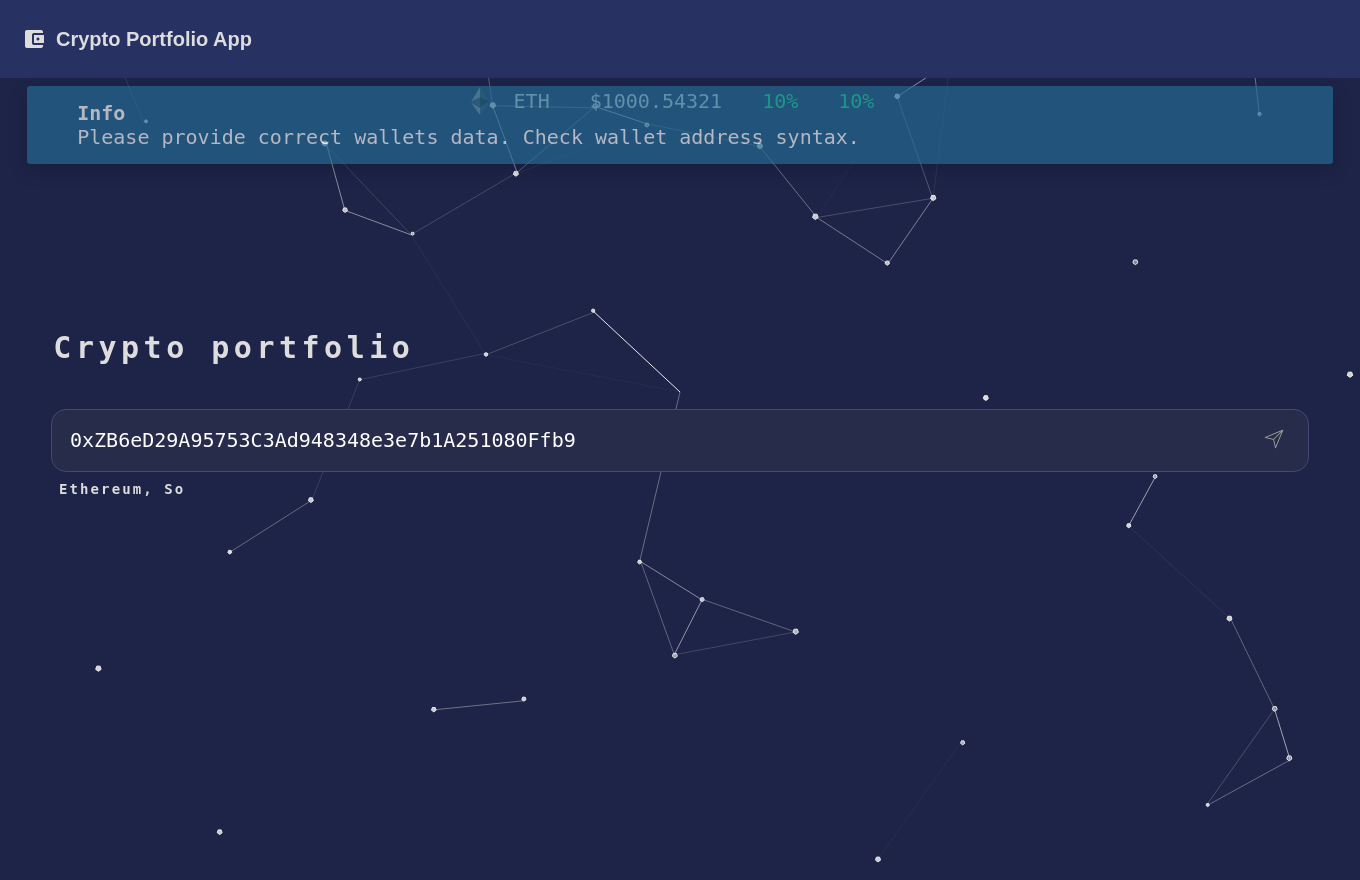 Crypto Portfolio App
ETH $1000.54321 10% 10%
Info
Please provide correct wallets data. Check wallet address syntax.
Crypto portfolio
0xZB6eD29A95753C3Ad948348e3e7b1A251080Ffb9
Ethereum, So